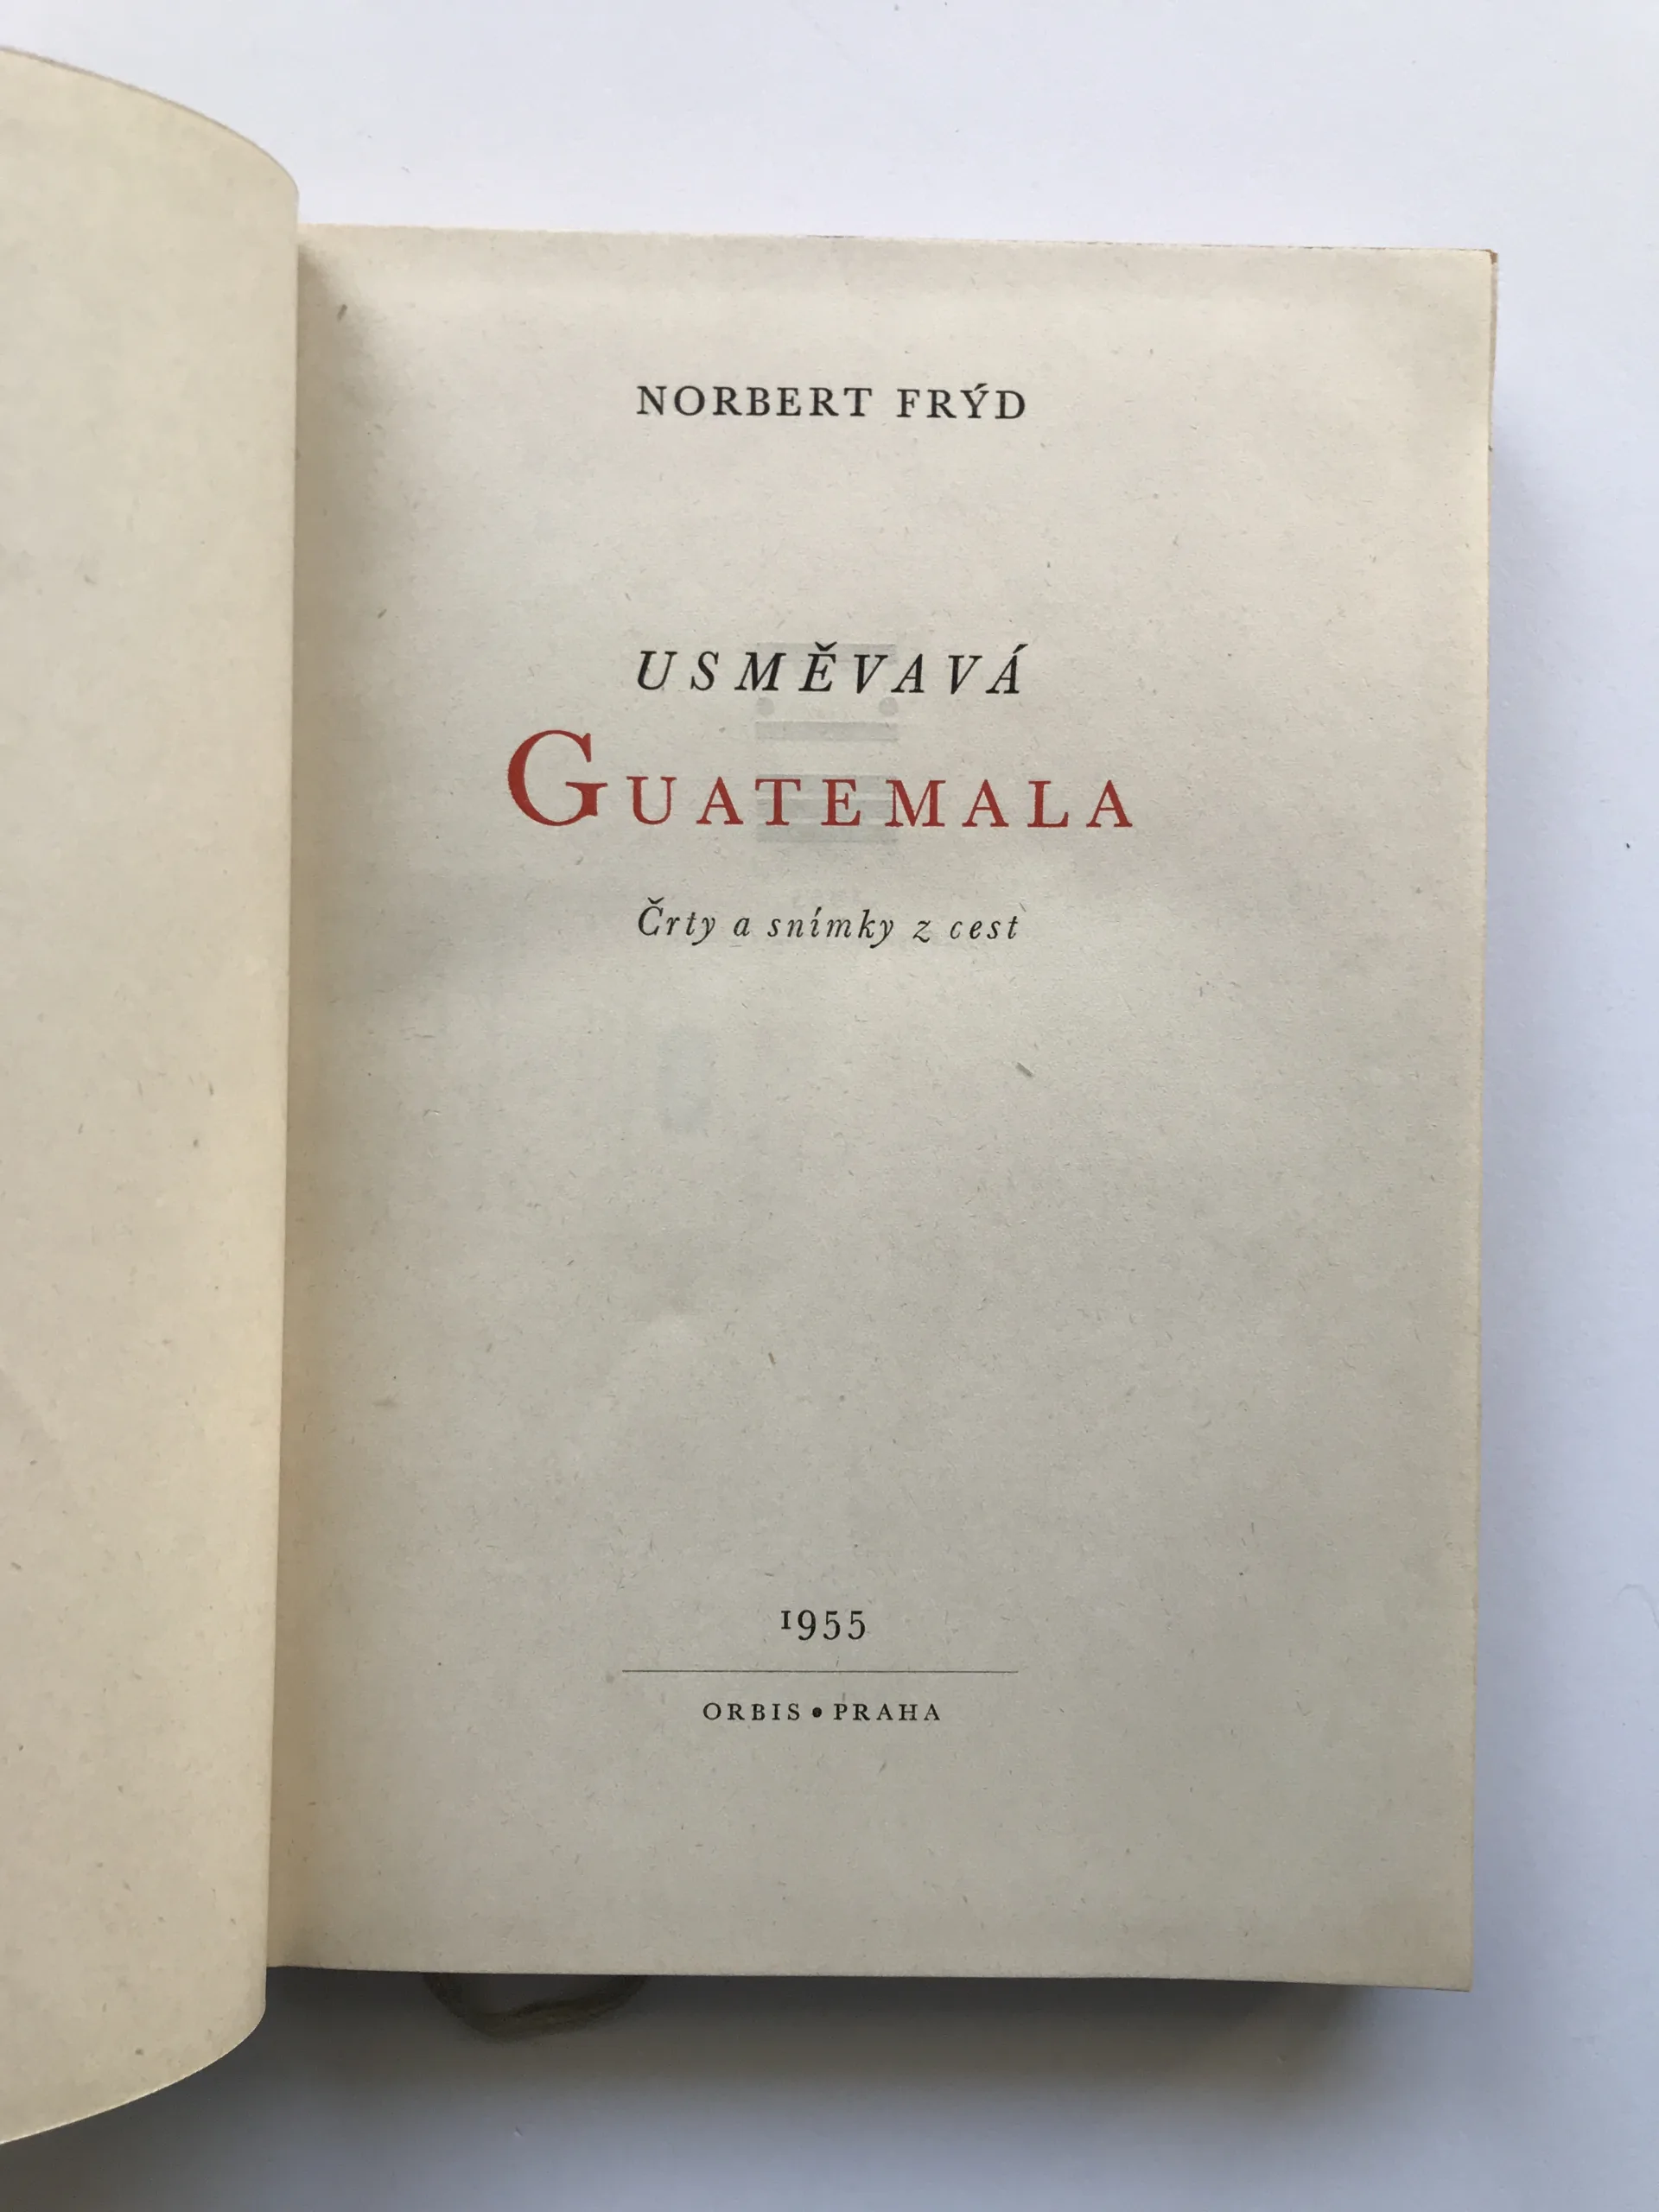 NORBERT FRÝD
USMĚVAVÁ
GUATEMALA
Črty a snímky z cest
1955
ORBIS • PRAHA